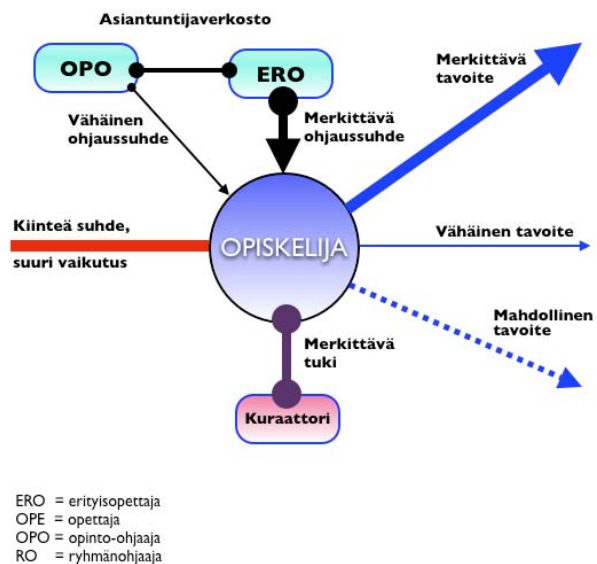 Asiantuntijaverkosto
OPO
ERO
Merkittävä
tavoite
Vähäinen
ohjaussuhde
Merkittävä
ohjaussuhde
Kiinteä suhde,
suuri vaikutus
OPISKELIJA
Vähäinen tavoite
Mahdollinen
tavoite
Merkittävä
tuki
Kuraattori
ERO = erityisopettaja
OPE = opettaja
OPO = opinto-ohjaaja
RO = ryhmänohjaaja